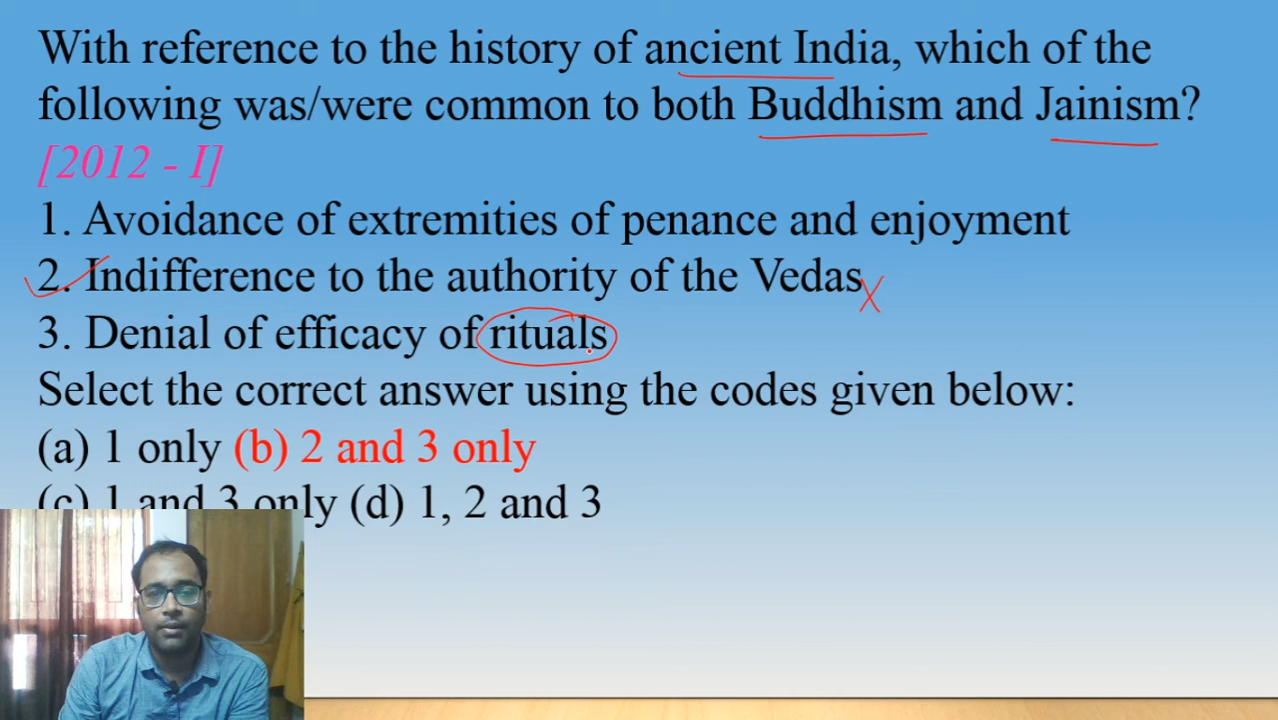 With reference to the history of ancient India, which of the
following was/were common to both Buddhism and Jainism?
[2012 - I]
1. Avoidance of extremities of penance and enjoyment
2. Indifference to the authority of the Vedas
3. Denial of efficacy of rituals
Select the correct answer using the codes given below:
(a) 1 only (b) 2 and 3 only
(c) 1 and 3 only (d) 1, 2 and 3